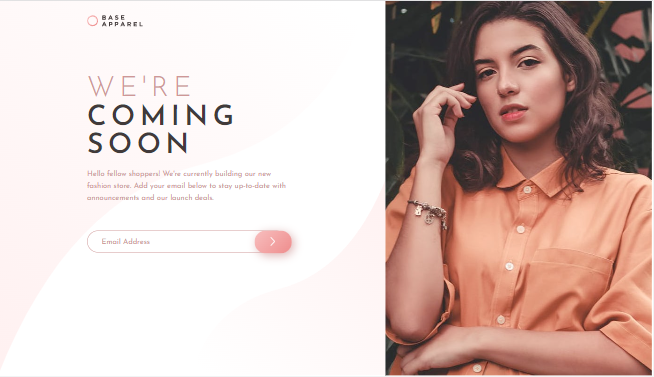 BASE
APPAREL
WE'RE
COMING
SOON
Hello fellow shoppers! We're currently building our new
fashion store. Add your email below to stay up-to-date with
announcements and our launch deals.
Email Address